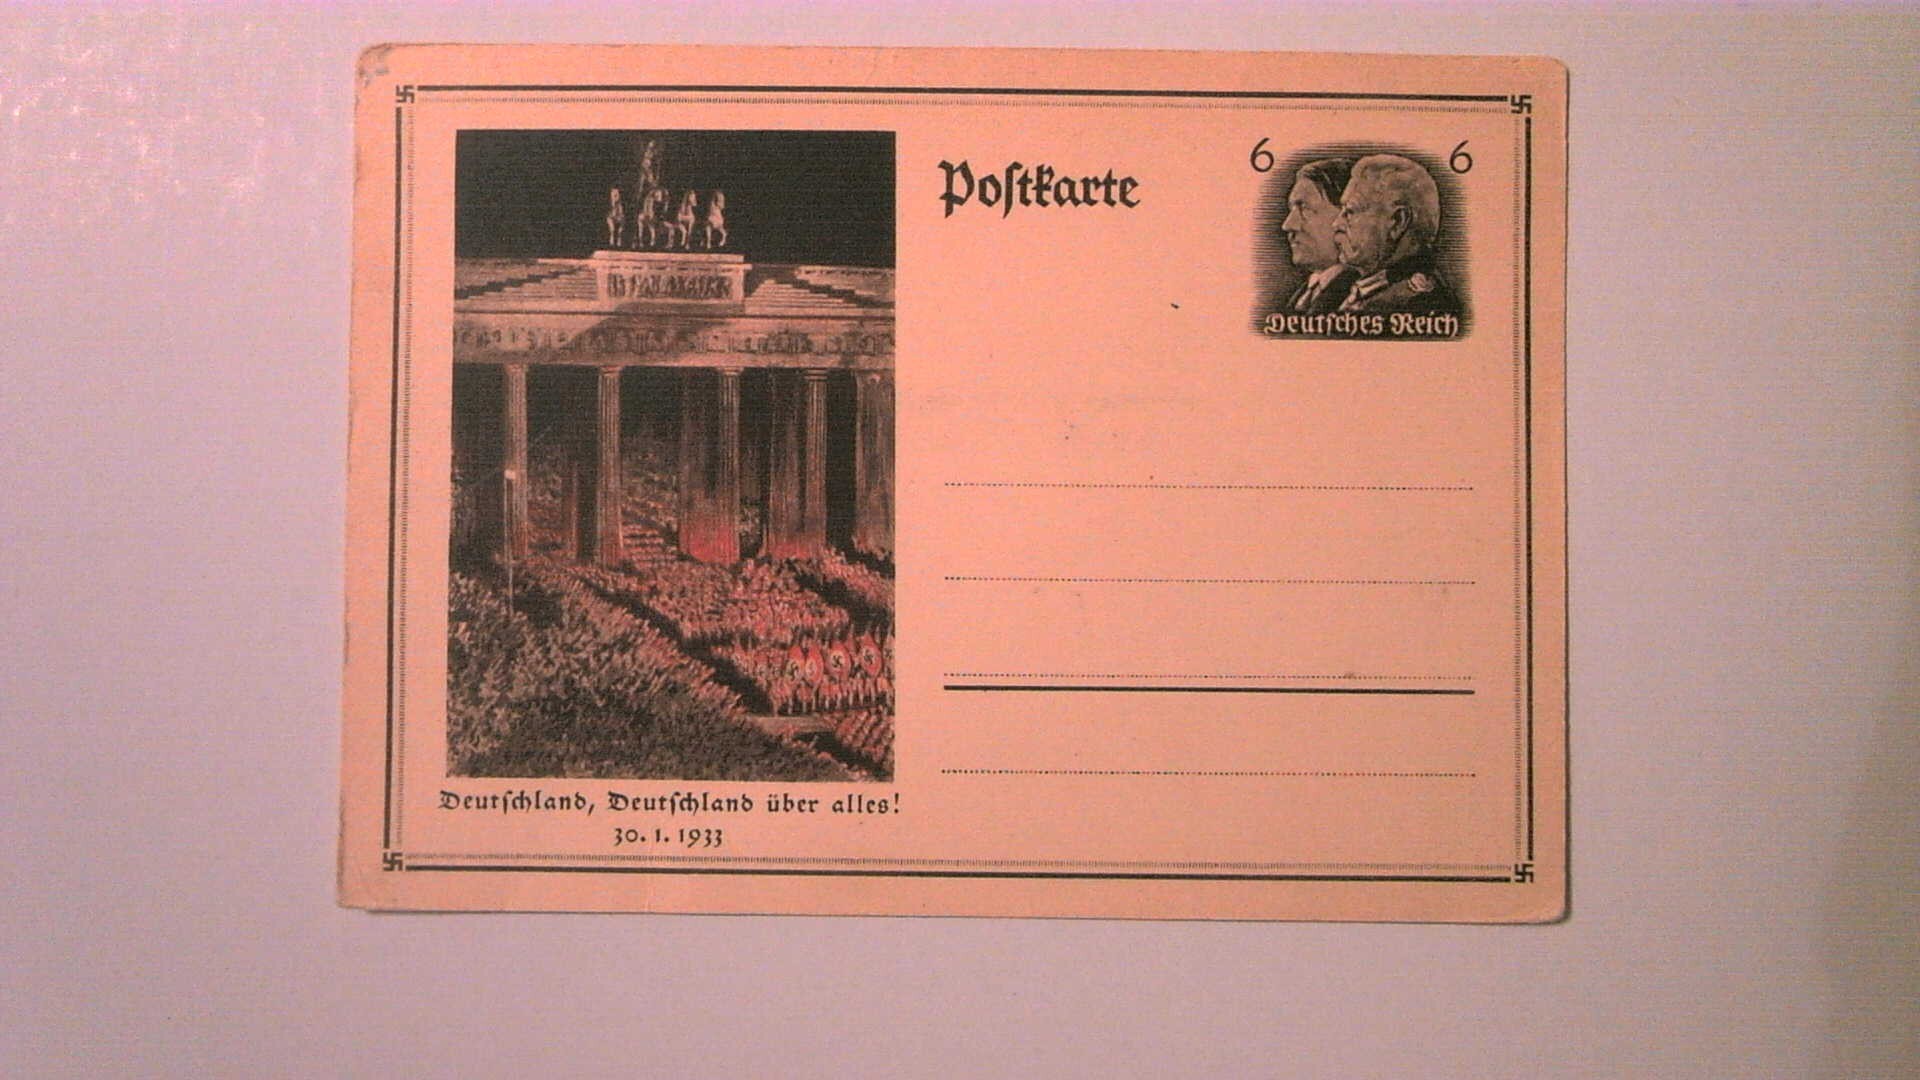 Postkarte
6 6
Deutsches Reich
Deutschland, Deutschland über alles!
30. 1. 1933